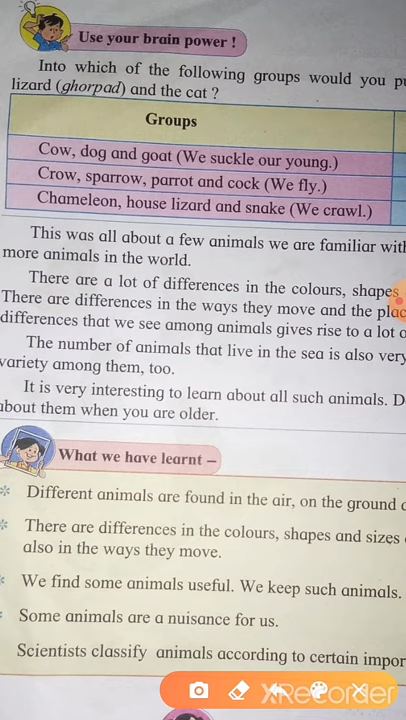 Use your brain power !
Into which of the following groups would you
lizard (ghorpad) and the cat ?
Groups
Cow, dog and goat (We suckle our young.)
Crow, sparrow, parrot and cock (We fly.)
Chameleon, house lizard and snake (We crawl.)
This was all about a few animals we are familiar
more animals in the world.
There are a lot of differences in the colours, shapes
There are differences in the ways they move and the
differences that we see among animals gives rise to a lot
The number of animals that live in the sea is also
variety among them, too.
It is very interesting to learn about all such animals.
about them when you are older.
What we have learnt –
* Different animals are found in the air, on the ground
* There are differences in the colours, shapes and sizes
also in the ways they move.
* We find some animals useful. We keep such animals.
* Some animals are a nuisance for us.
Scientists classify animals according to certain
XRecorder